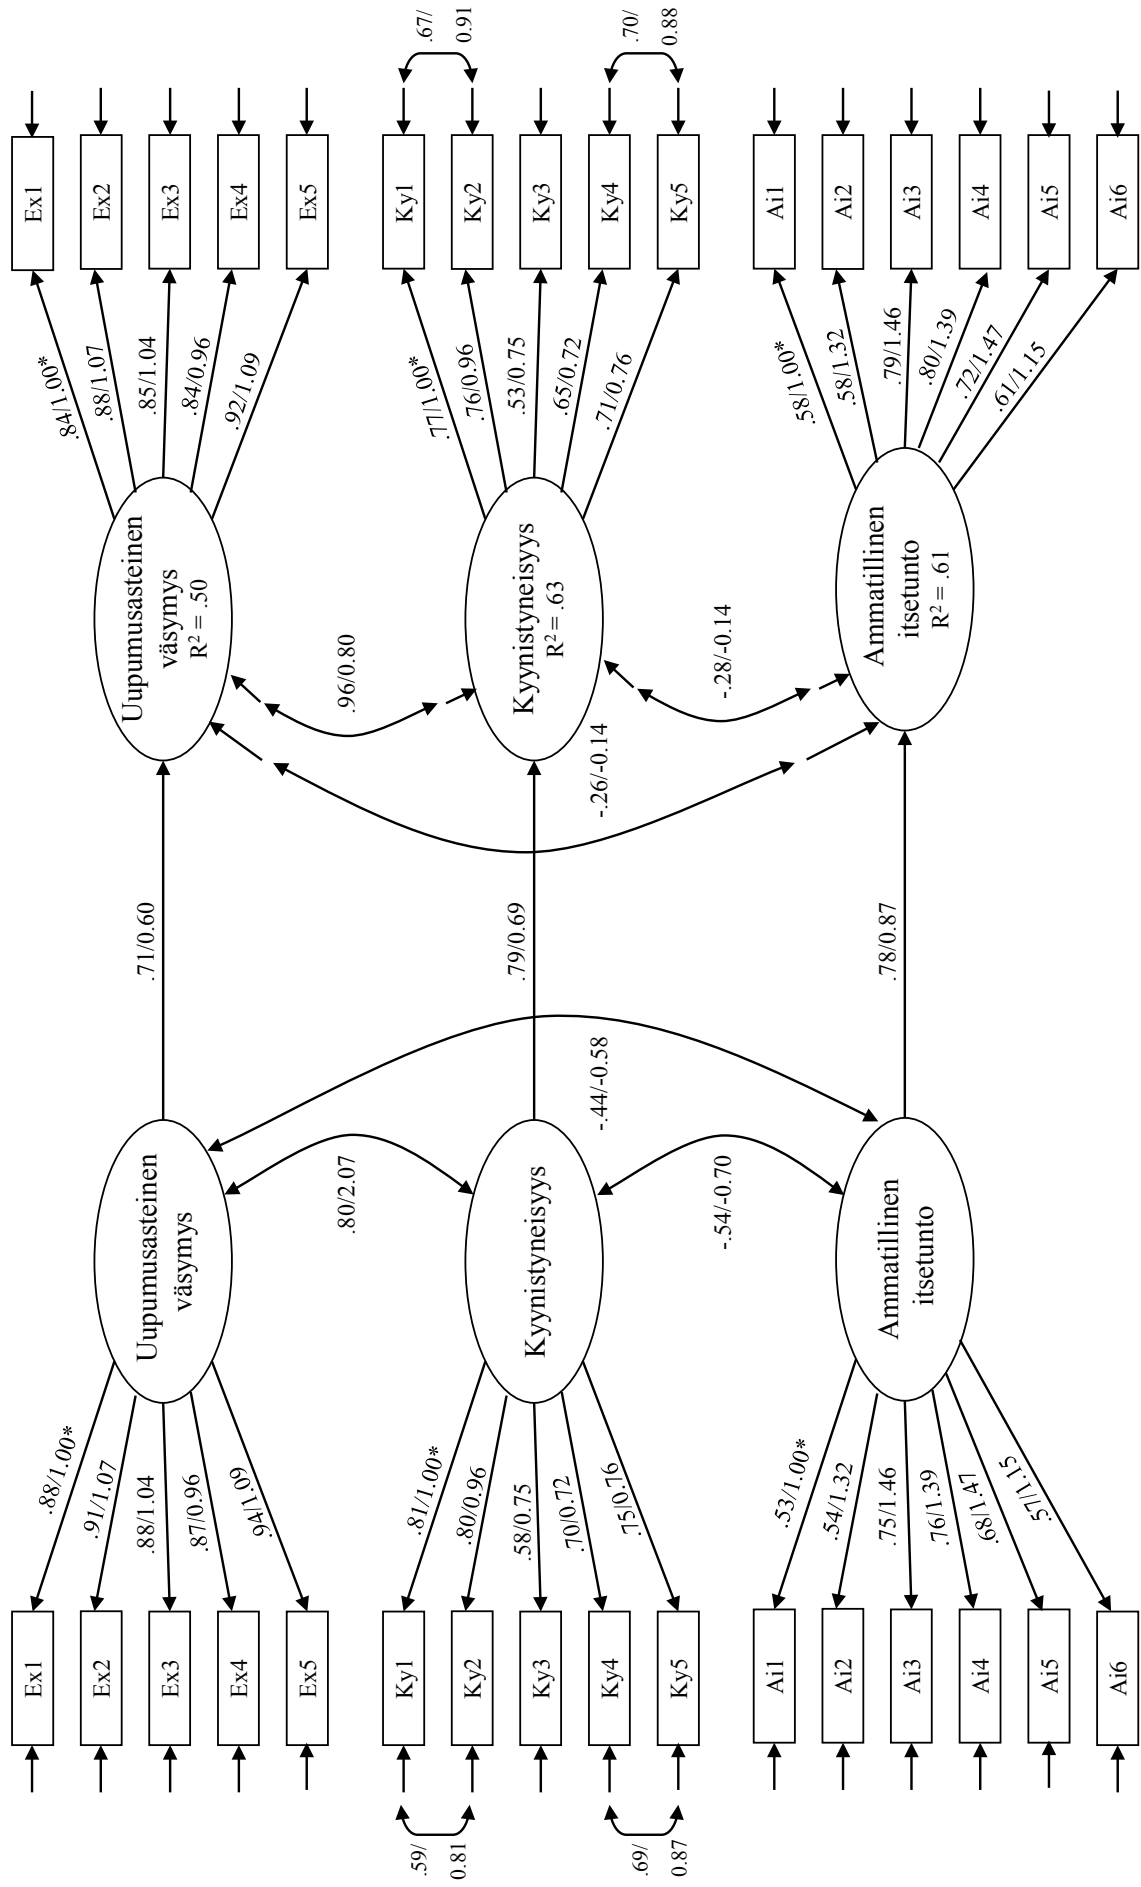 Ex1
Ex2
Ex3
Ex4
Ex5
.88/1.00*
.91/1.07
.88/1.04
.87/0.96
.94/1.09
Uupumusasteinen
väsymys
.71/0.60
Uupumusasteinen
väsymys
R² = .50
.84/1.00*
.88/1.07
.85/1.04
.84/0.96
.92/1.09
Ex1
Ex2
Ex3
Ex4
Ex5
.80/2.07
.96/0.80
.59/
0.81
.69/
0.87
Ky1
Ky2
Ky3
Ky4
Ky5
.81/1.00*
.80/0.96
.58/0.75
.70/0.72
.75/0.76
Kyynistyneisyys
.79/0.69
Kyynistyneisyys
R² = .63
.77/1.00*
.76/0.96
.53/0.75
.65/0.72
.71/0.76
Ky1
Ky2
Ky3
Ky4
Ky5
.67/
0.91
.70/
0.88
-.44/-0.58
-.26/-0.14
-.54/-0.70
-.28/-0.14
Ai1
Ai2
Ai3
Ai4
Ai5
Ai6
.53/1.00*
.54/1.32
.75/1.46
.76/1.39
.68/1.47
.57/1.15
Ammatillinen
itsetunto
.78/0.87
Ammatillinen
itsetunto
R² = .61
.58/1.00*
.58/1.32
.79/1.46
.80/1.39
.72/1.47
.61/1.15
Ai1
Ai2
Ai3
Ai4
Ai5
Ai6